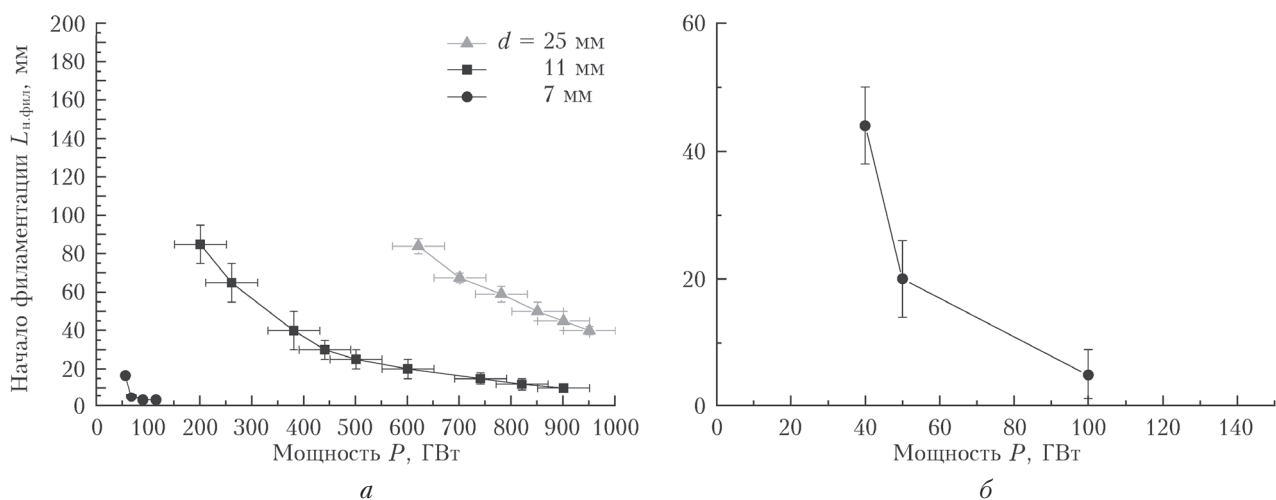 200
180
160
140
120
100
80
60
40
20
0
Начало филаментации Lн.фил, мм
d = 25 мм
11 мм
7 мм
0 100 200 300 400 500 600 700 800 900 1000
Мощность P, ГВт
а
60
40
20
0
0 20 40 60 80 100 120 140
Мощность P, ГВт
б